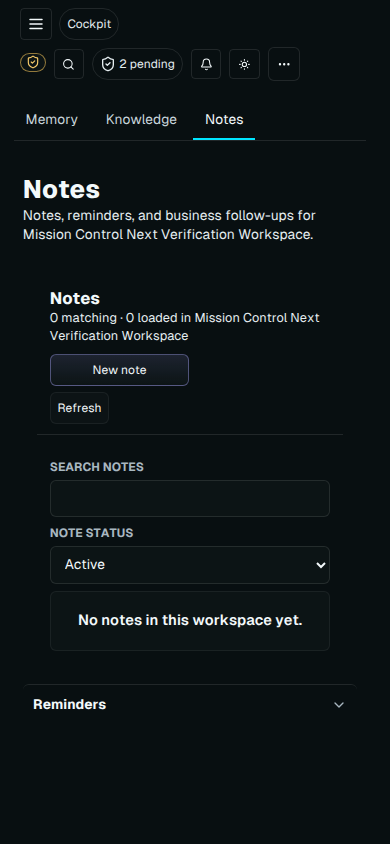 Cockpit
2 pending
Memory Knowledge Notes
Notes
Notes, reminders, and business follow-ups for
Mission Control Next Verification Workspace.
Notes
0 matching · 0 loaded in Mission Control Next
Verification Workspace
New note
Refresh
SEARCH NOTES
NOTE STATUS
Active
No notes in this workspace yet.
Reminders